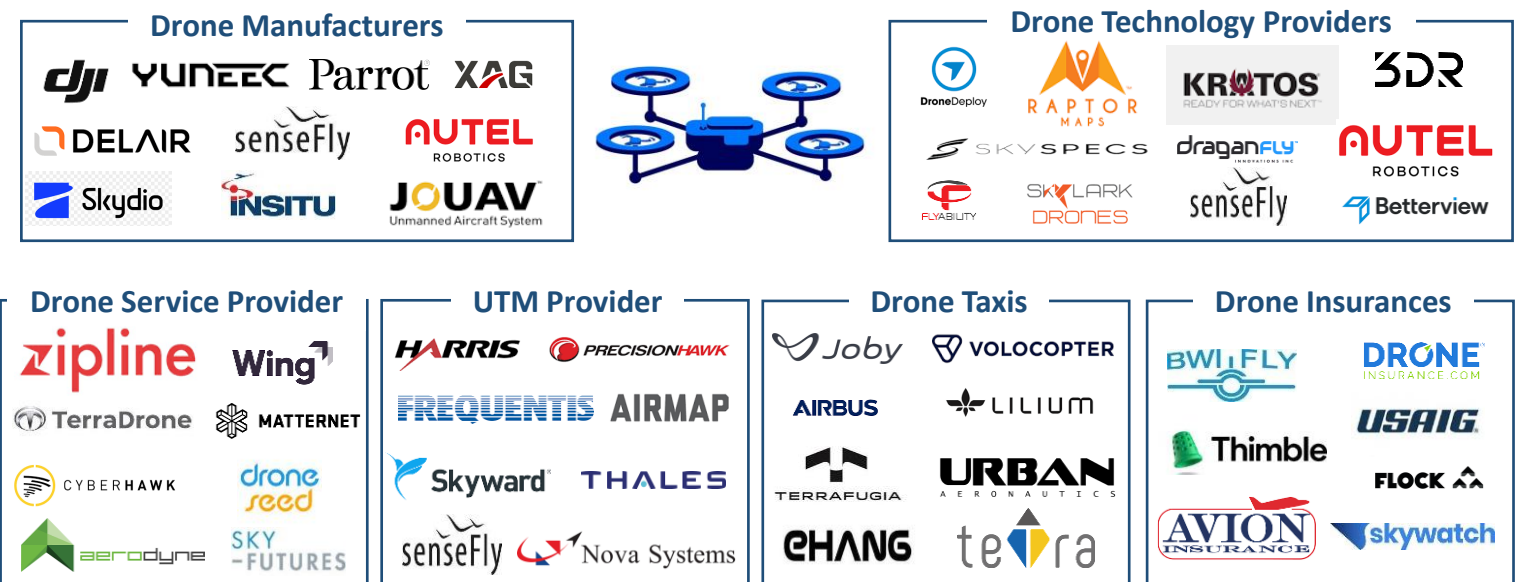 Drone Manufacturers
dji YUNEEC Parrot XAG
DELAIR senseFly AUTEL
ROBOTICS
Skydio INSITU JOUAV
Unmanned Aircraft System
Drone Technology Providers
DroneDeploy
RAPTOR
MAPS
KRATOS
READY FOR WHAT'S NEXT™
3DR
SKYSPECS
draganFLY
INNOVATIONS INC
AUTEL
ROBOTICS
FLYABILITY
SKYLARK
DRONES
senseFly
Betterview
Drone Service Provider
zipline Wing
TerraDrone MATTERNET
CYBERHAWK
drone
seed
aerodyne
SKY
-FUTURES
UTM Provider
HARRIS PRECISIONHAWK
FREQUENTIS AIRMAP
Skyward® THALES
senseFly Nova Systems
Drone Taxis
Joby VOLOCOPTER
AIRBUS LILIUM
TERRAFUGIA
URBAN
AERONAUTICS
EHANG tetra
Drone Insurances
BWI FLY
DRONE
INSURANCE.COM
Thimble
USAIG
FLOCK
AVION
INSURANCE
skywatch